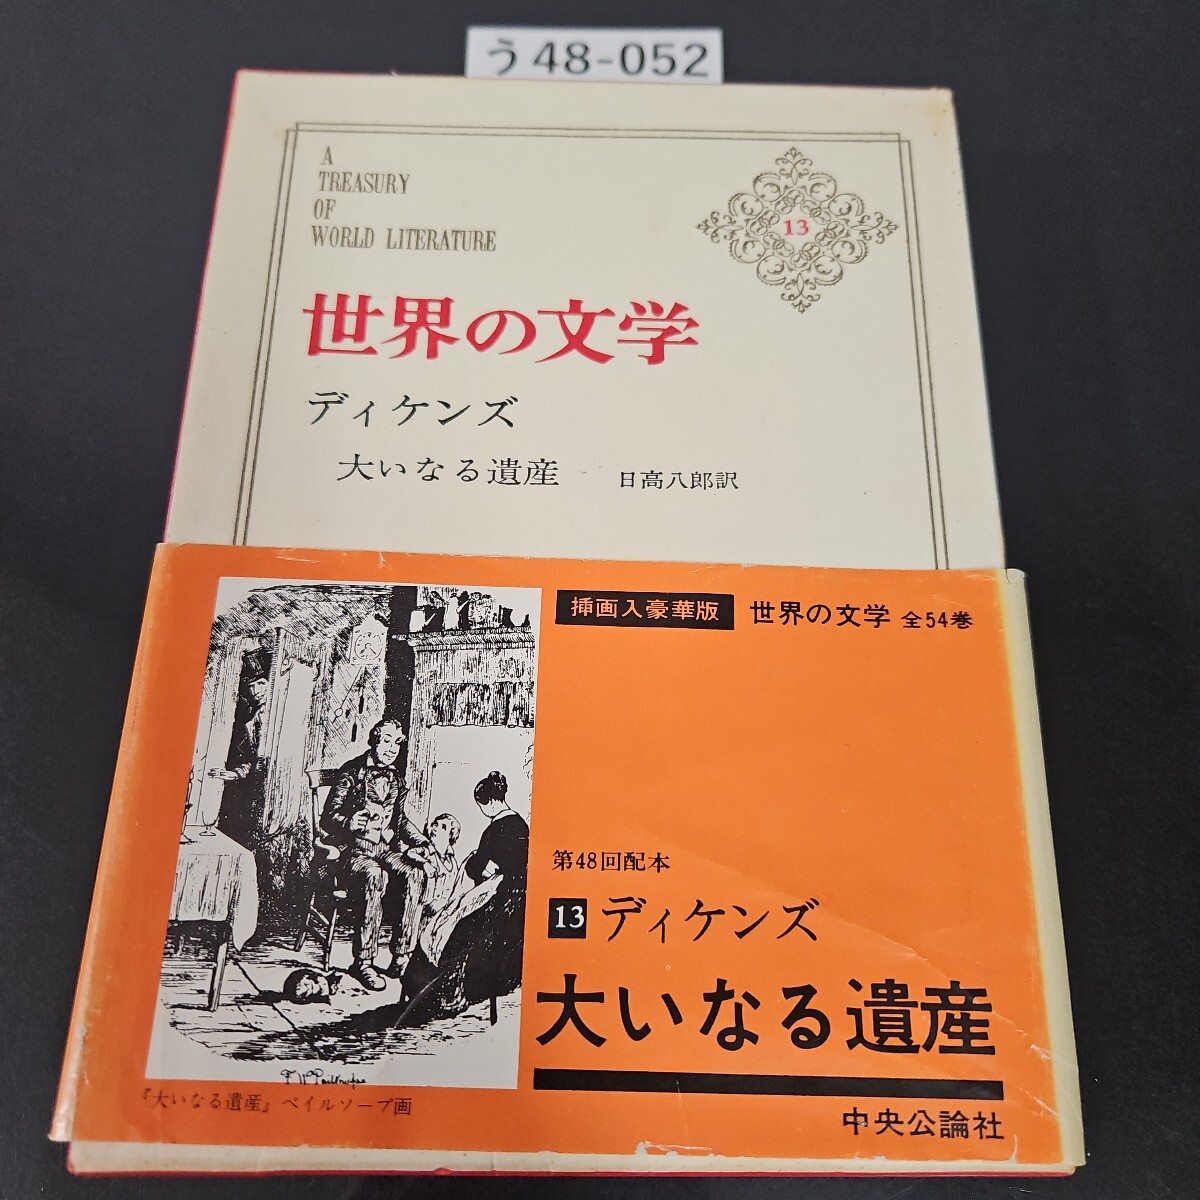 う48-052
A
TREASURY
OF
WORLD LITERATURE
13
世界の文学
ディケンズ
大いなる遺産 日高八郎訳
挿画入豪華版 世界の文学 全54巻
第48回配本
13 ディケンズ
大いなる遺産
『大いなる遺産』ペイルソープ画
中央公論社